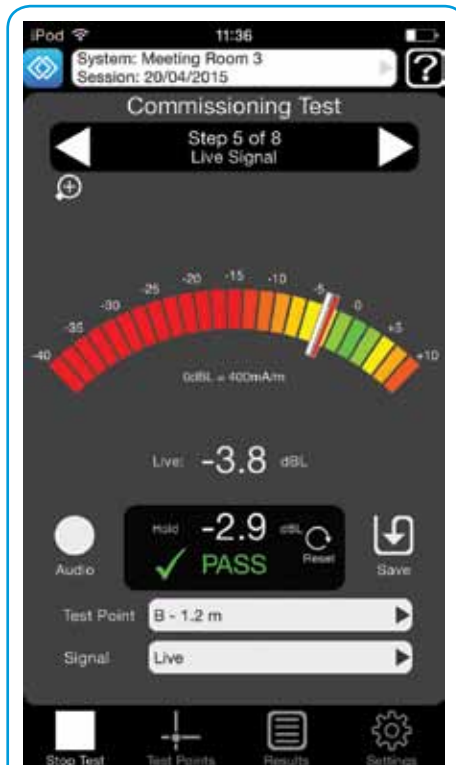 iPod 11:36
System: Meeting Room 3
Session: 20/04/2015
?
Commissioning Test
Step 5 of 8
Live Signal
-40 -35 -30 -25 -20 -15 -10 -5 0 +5 +10
0dBL = 400mA/m
Live: -3.8 dBL
Hold -2.9 dBL
PASS
Reset
Audio
Save
Test Point B - 1.2 m
Signal Live
Stop Test Test Points Results Settings